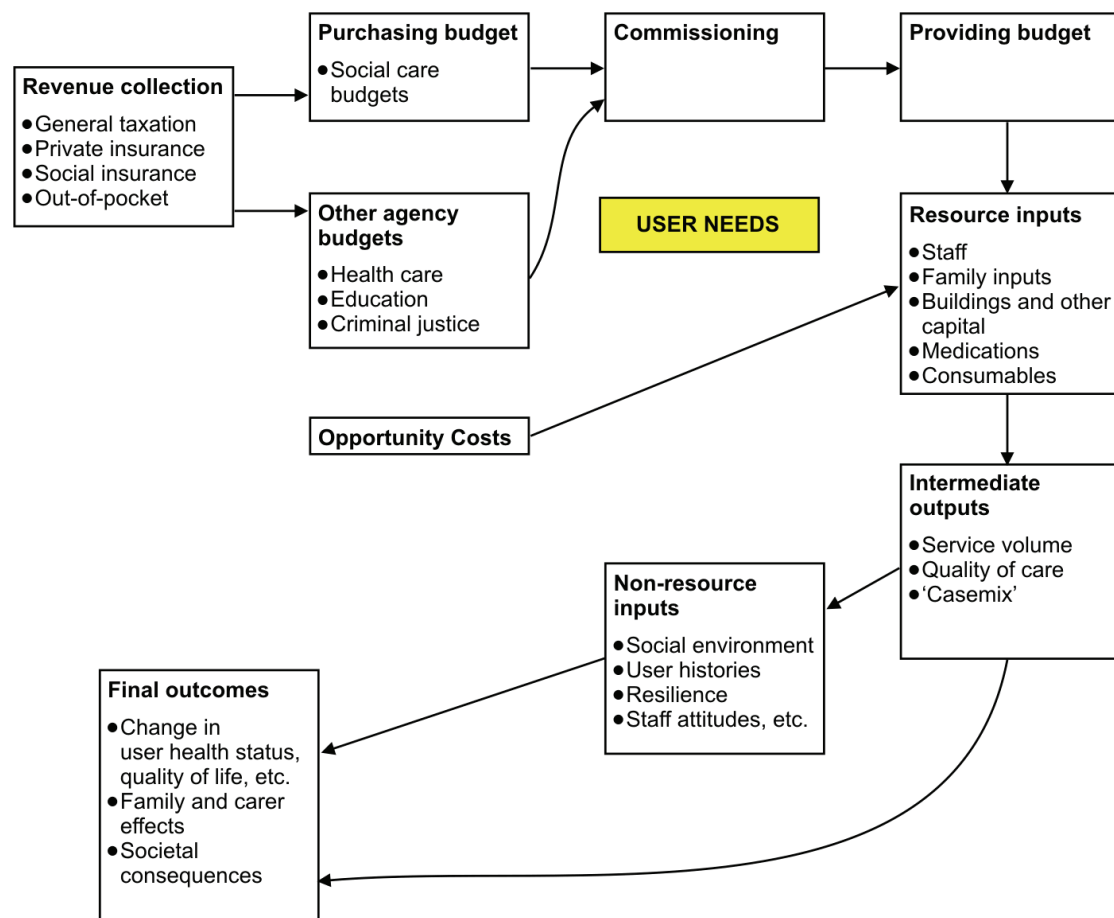 Revenue collection
●General taxation
●Private insurance
●Social insurance
●Out-of-pocket
Purchasing budget
●Social care
budgets
Commissioning
Providing budget
Other agency
budgets
●Health care
●Education
●Criminal justice
USER NEEDS
Resource inputs
●Staff
●Family inputs
●Buildings and other
capital
●Medications
●Consumables
Opportunity Costs
Intermediate
outputs
●Service volume
●Quality of care
●‘Casemix’
Non-resource
inputs
●Social environment
●User histories
●Resilience
●Staff attitudes, etc.
Final outcomes
●Change in
user health status,
quality of life, etc.
●Family and carer
effects
●Societal
consequences